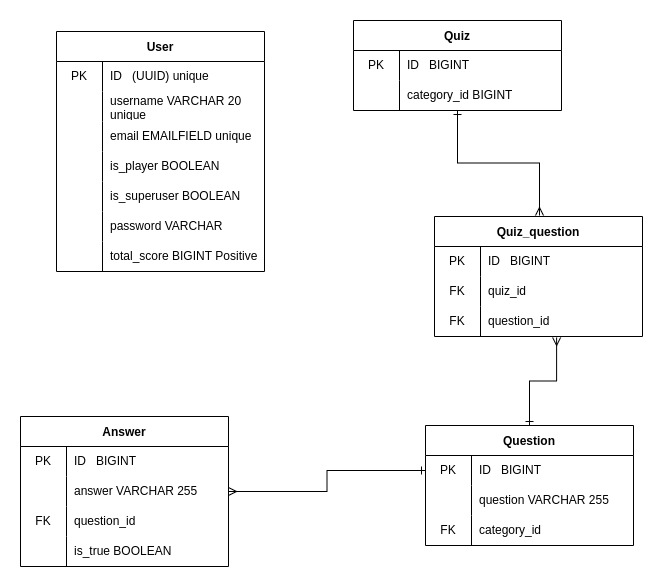 User
PK ID (UUID) unique
username VARCHAR 20
unique
email EMAILFIELD unique
is_player BOOLEAN
is_superuser BOOLEAN
password VARCHAR
total_score BIGINT Positive
Quiz
PK ID BIGINT
category_id BIGINT
Quiz_question
PK ID BIGINT
FK quiz_id
FK question_id
Answer
PK ID BIGINT
answer VARCHAR 255
FK question_id
is_true BOOLEAN
Question
PK ID BIGINT
question VARCHAR 255
FK category_id